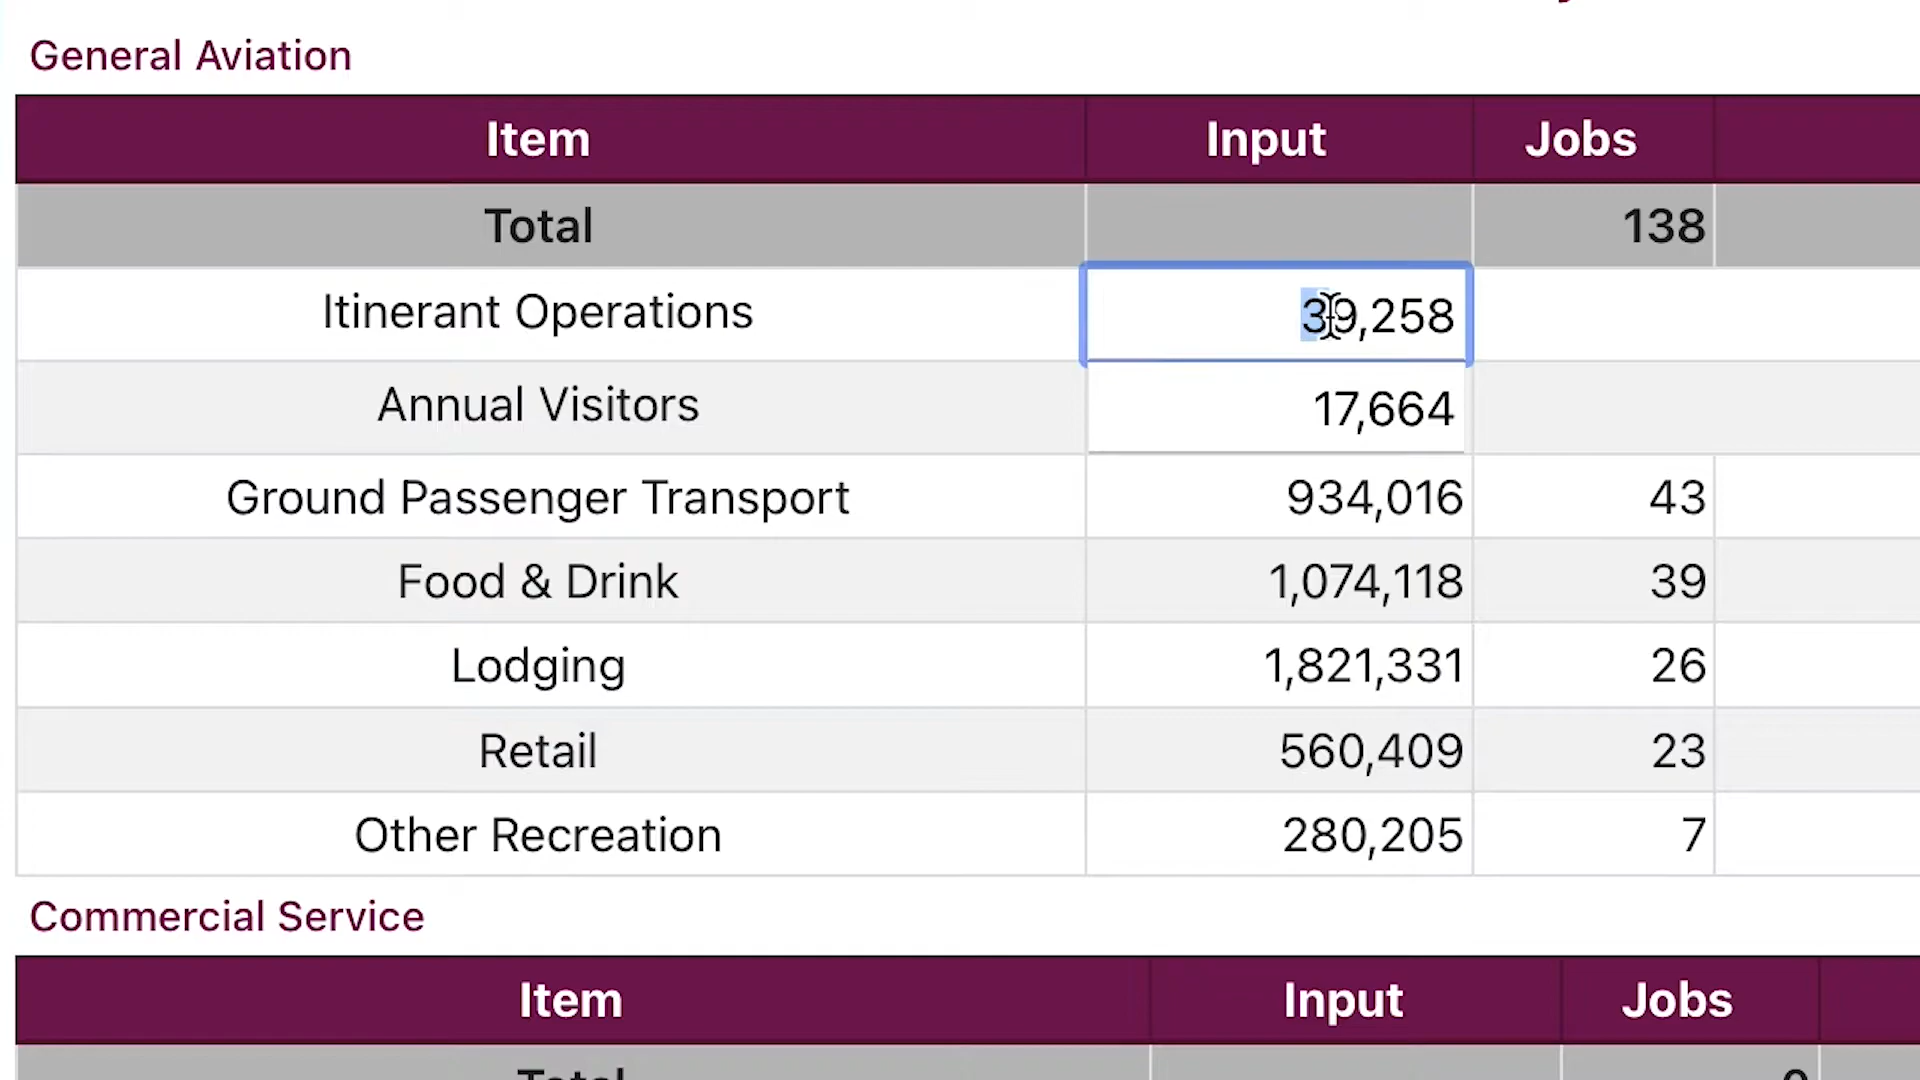 General Aviation
Item Input Jobs
Total 138
Itinerant Operations 39,258
Annual Visitors 17,664
Ground Passenger Transport 934,016 43
Food & Drink 1,074,118 39
Lodging 1,821,331 26
Retail 560,409 23
Other Recreation 280,205 7
Commercial Service
Item Input Jobs
Total